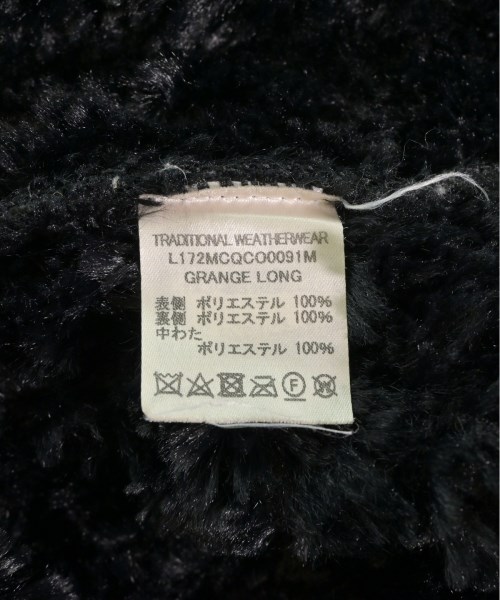 TRADITIONAL WEATHERWEAR
L172MCQCO0091M
GRANGE LONG
表側 ポリエステル 100%
裏側 ポリエステル 100%
中わた
ポリエステル 100%
F W